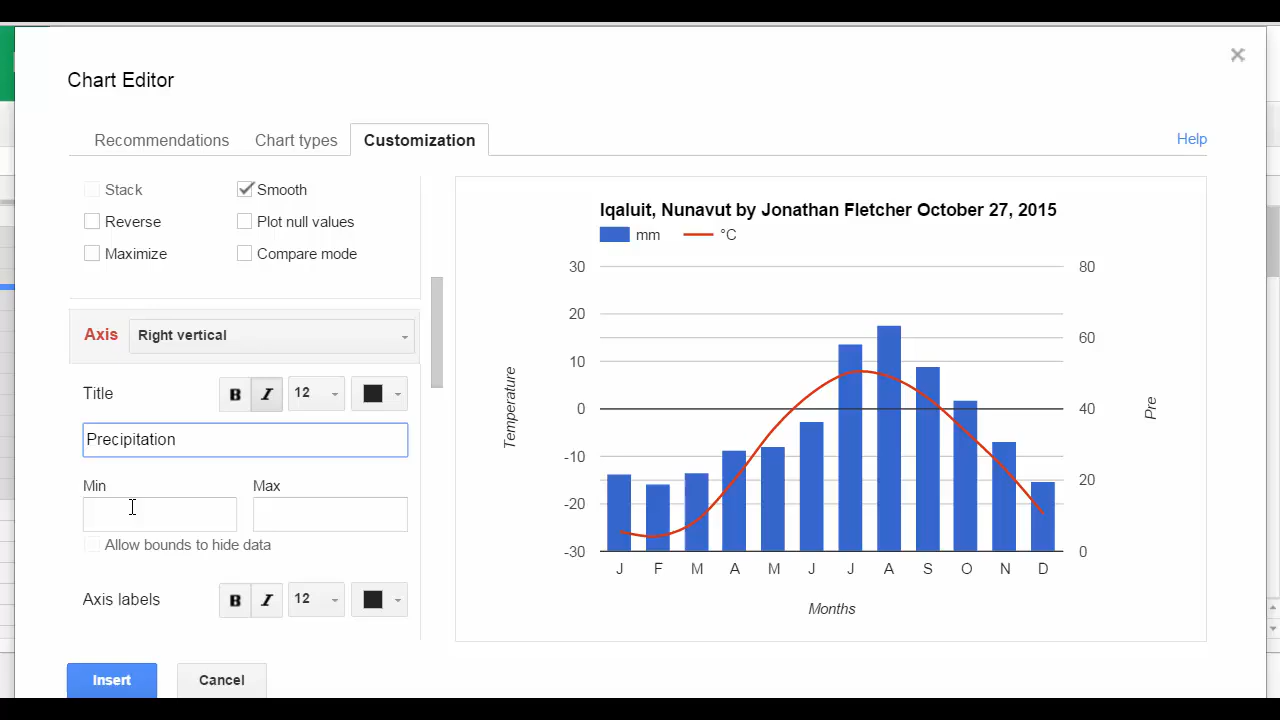 Chart Editor
Recommendations
Chart types
Customization
Help
Stack
Smooth
Reverse
Plot null values
Maximize
Compare mode
Axis
Right vertical
Title
B
I
12
Precipitation
Min
Max
Allow bounds to hide data
Axis labels
B
I
12
Insert
Cancel
Iqaluit, Nunavut by Jonathan Fletcher October 27, 2015
mm
°C
30
20
10
0
-10
-20
-30
Temperature
80
60
40
20
0
Pre
J F M A M J J A S O N D
Months